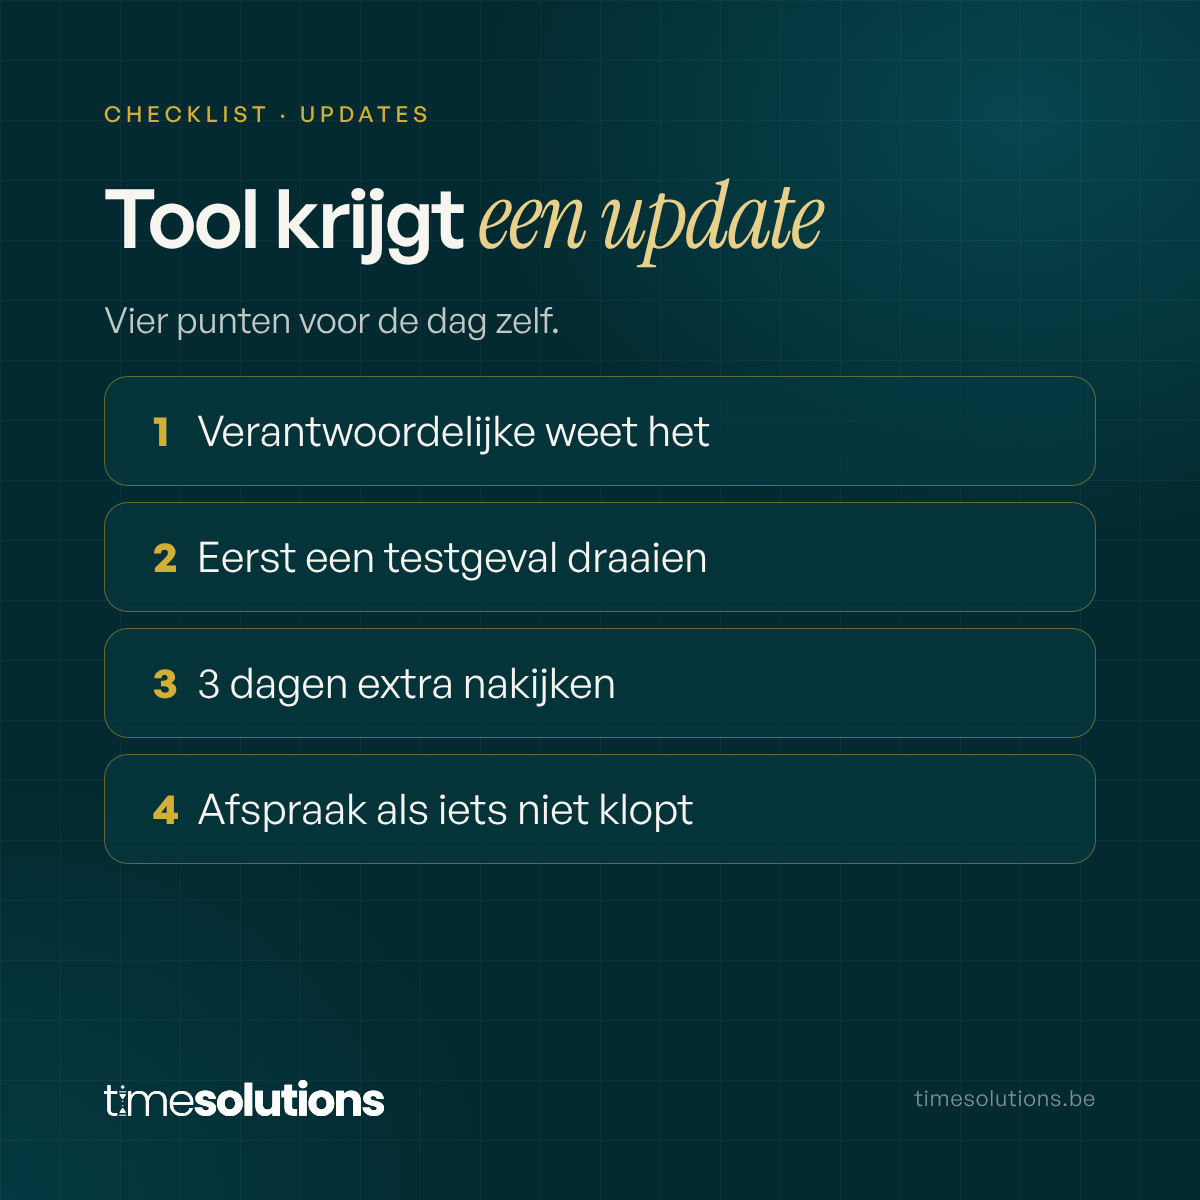 CHECKLIST · UPDATES
Tool krijgt een update
Vier punten voor de dag zelf.
1 Verantwoordelijke weet het
2 Eerst een testgeval draaien
3 3 dagen extra nakijken
4 Afspraak als iets niet klopt
timesolutions
timesolutions.be